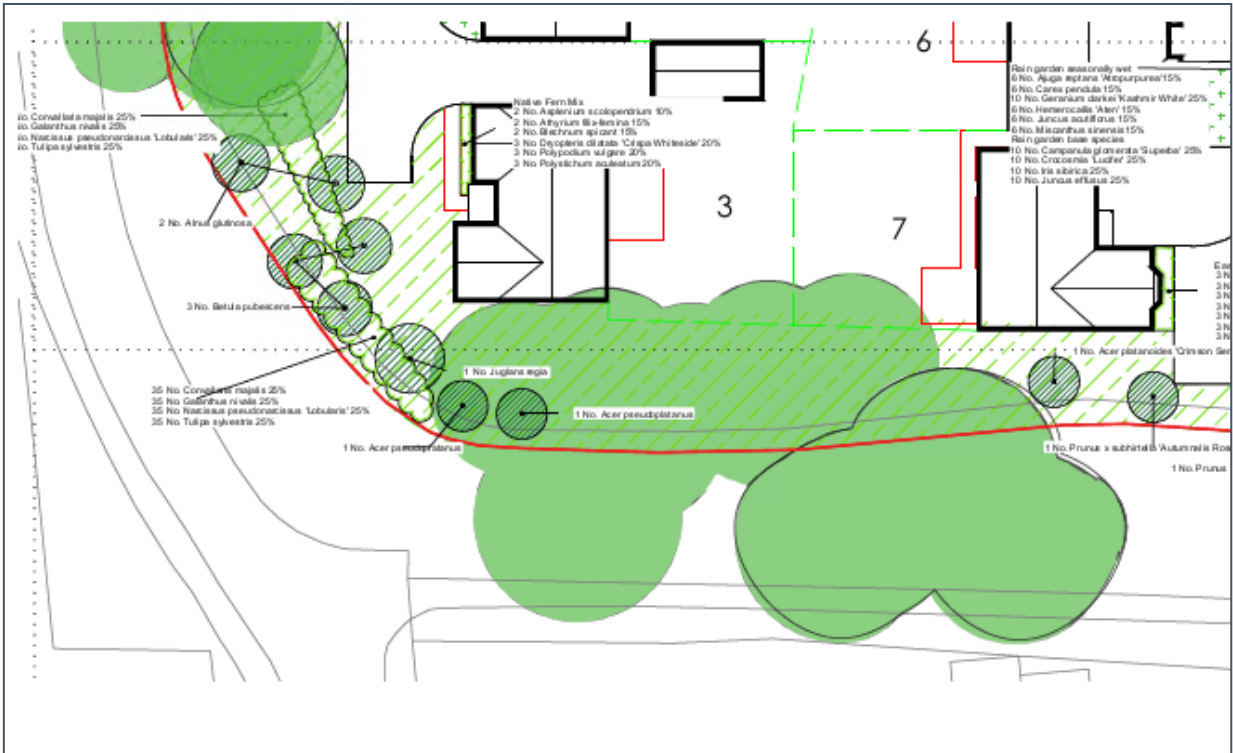 6
Rain garden seasonally wet
6 No. Ajuga reptans 'Atropurpurea' 15%
6 No. Carex pendula 15%
10 No. Geranium clarkei 'Kashmir White' 25%
6 No. Hemerocallis 'Aten' 15%
6 No. Juncus acutiflorus 15%
6 No. Miscanthus sinensis 15%
Rain garden base species
10 No. Campanula glomerata 'Superba' 25%
10 No. Crocosmia 'Lucifer' 25%
10 No. Iris sibirica 25%
10 No. Juncus effusus 25%
Native Fern Mix
2 No. Asplenium scolopendrium 10%
2 No. Athyrium filix-femina 15%
2 No. Blechnum spicant 15%
3 No. Dryopteris dilatata 'Crispa Whiteside' 20%
3 No. Polypodium vulgare 20%
3 No. Polystichum aculeatum 20%
No. Convallaria majalis 25%
No. Galanthus nivalis 25%
No. Narcissus pseudonarcissus 'Lobularis' 25%
No. Tulipa sylvestris 25%
3
7
2 No. Alnus glutinosa
3 No. Betula pubescens
1 No. Acer platanoides 'Crimson Sen
1 No. Juglans regia
35 No. Convallaria majalis 25%
35 No. Galanthus nivalis 25%
35 No. Narcissus pseudonarcissus 'Lobularis' 25%
35 No. Tulipa sylvestris 25%
1 No. Acer pseudoplatanus
1 No. Acer pseudoplatanus
1 No. Prunus x subhirtella 'Autumnalis Ros
1 No. Prunus